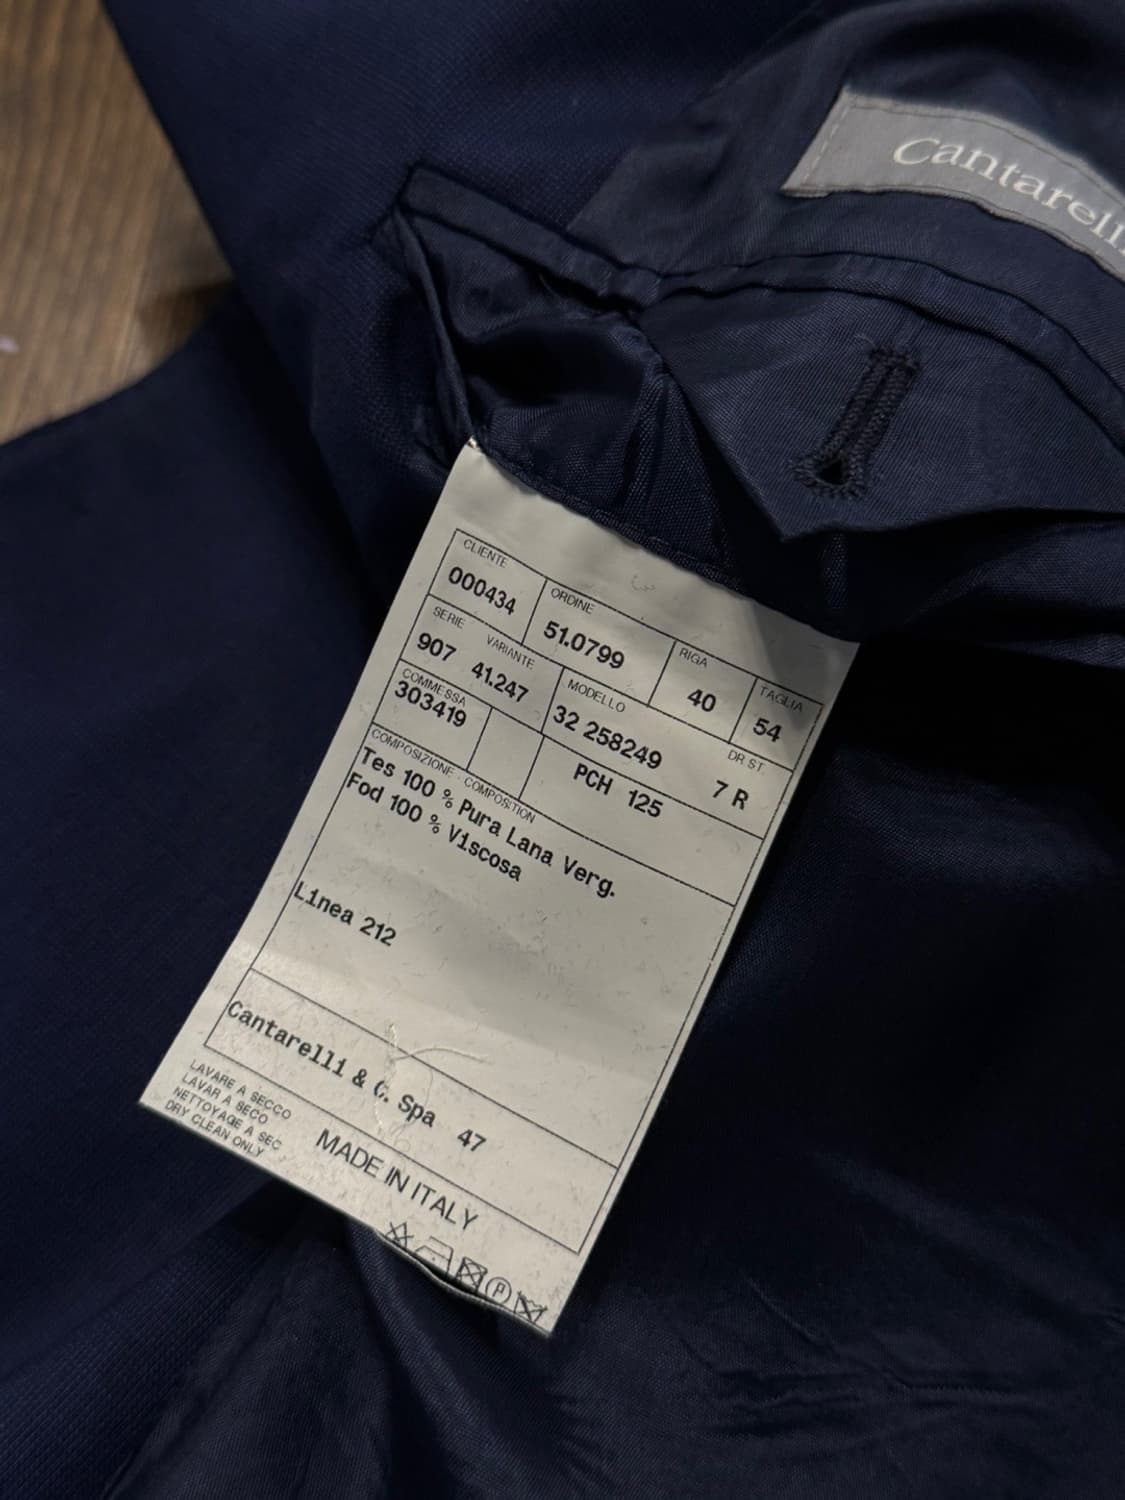 Cantarelli
CLIENTE
000434
ORDINE
51.0799
RIGA
40
TAGLIA
54
SERIE
907
VARIANTE
41.247
MODELLO
32 258249
DR ST.
7 R
COMMESSA
303419
PCH 125
COMPOSIZIONE - COMPOSITION
Tes 100 % Pura Lana Verg.
Fod 100 % Viscosa
Linea 212
Cantarelli & C. Spa 47
LAVARE A SECCO
LAVAR A SECO
NETTOYAGE A SEC
DRY CLEAN ONLY
MADE IN ITALY
P